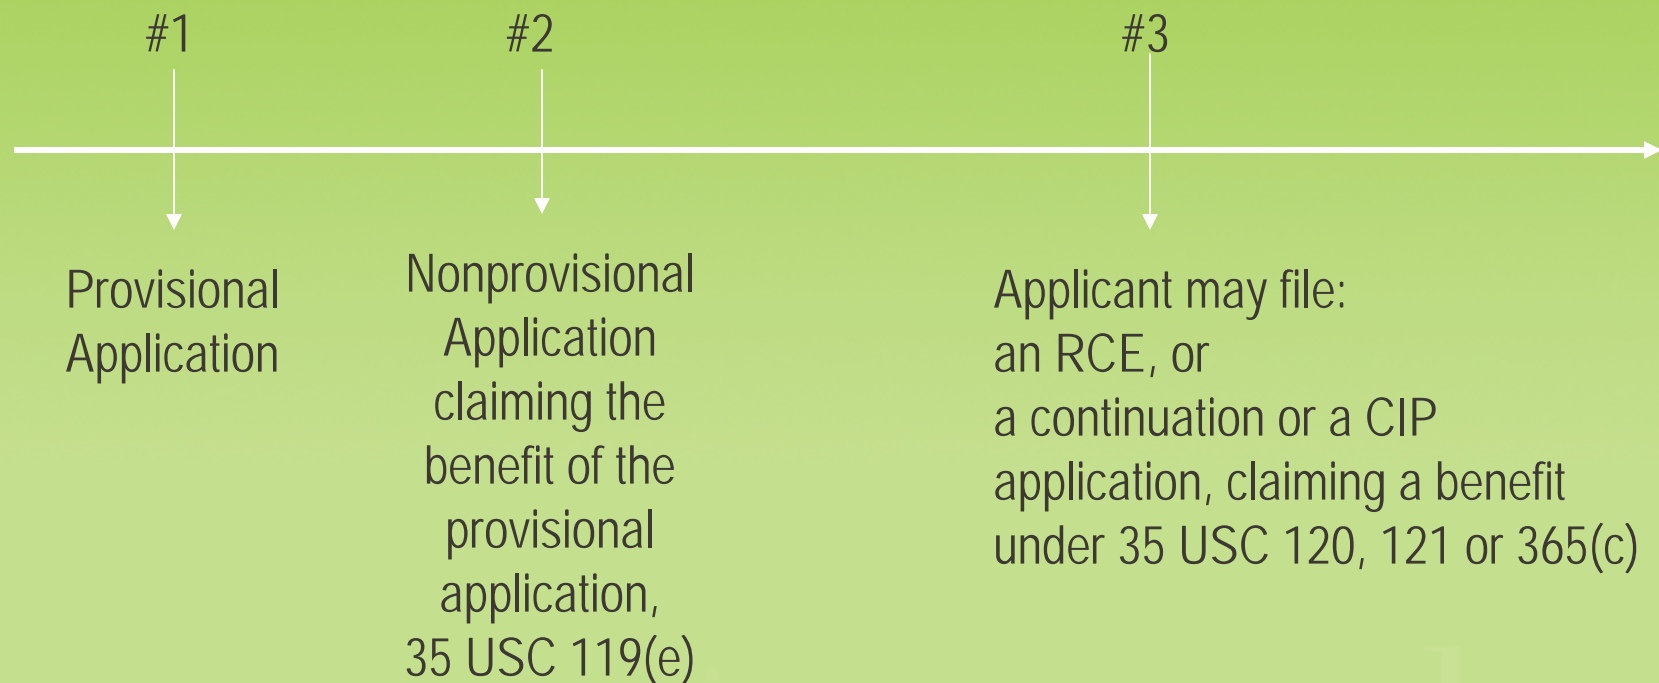 #1
#2
#3
Provisional
Application
Nonprovisional
Application
claiming the
benefit of the
provisional
application,
35 USC 119(e)
Applicant may file:
an RCE, or
a continuation or a CIP
application, claiming a benefit
under 35 USC 120, 121 or 365(c)